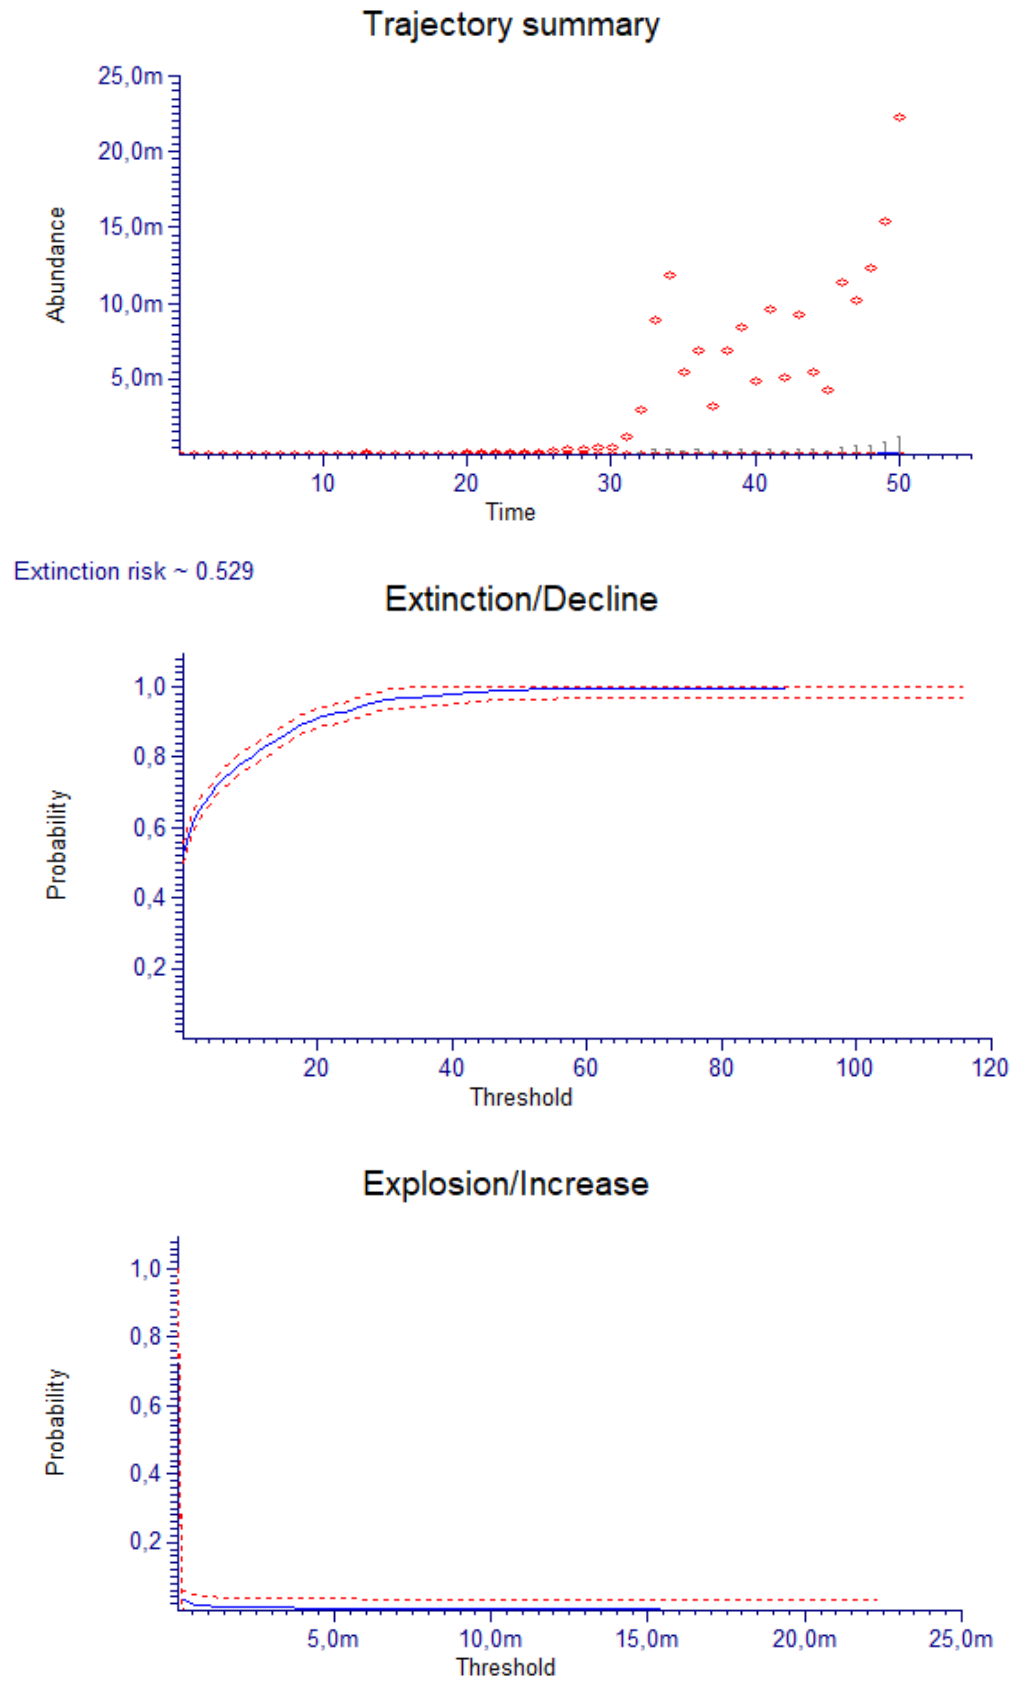 Trajectory summary
25,0m
20,0m
15,0m
10,0m
5,0m
Abundance
10 20 30 40 50
Time
Extinction risk ~ 0.529
Extinction/Decline
1,0
0,8
0,6
0,4
0,2
Probability
20 40 60 80 100 120
Threshold
Explosion/Increase
1,0
0,8
0,6
0,4
0,2
Probability
5,0m 10,0m 15,0m 20,0m 25,0m
Threshold